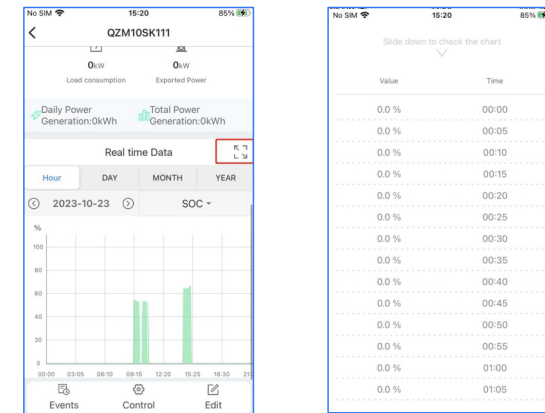 No SIM 15:20 85%
QZM10SK111
0kW 0kW
Load consumption Exported Power
Daily Power Generation:0kWh
Total Power Generation:0kWh
Real time Data
Hour DAY MONTH YEAR
2023-10-23 SOC
%
100
80
60
40
20
0
00:00 03:05 06:10 09:15 12:20 15:25 18:30 21:
Events Control Edit
No SIM 15:20 85%
Slide down to check the chart
Value Time
0.0 % 00:00
0.0 % 00:05
0.0 % 00:10
0.0 % 00:15
0.0 % 00:20
0.0 % 00:25
0.0 % 00:30
0.0 % 00:35
0.0 % 00:40
0.0 % 00:45
0.0 % 00:50
0.0 % 00:55
0.0 % 01:00
0.0 % 01:05